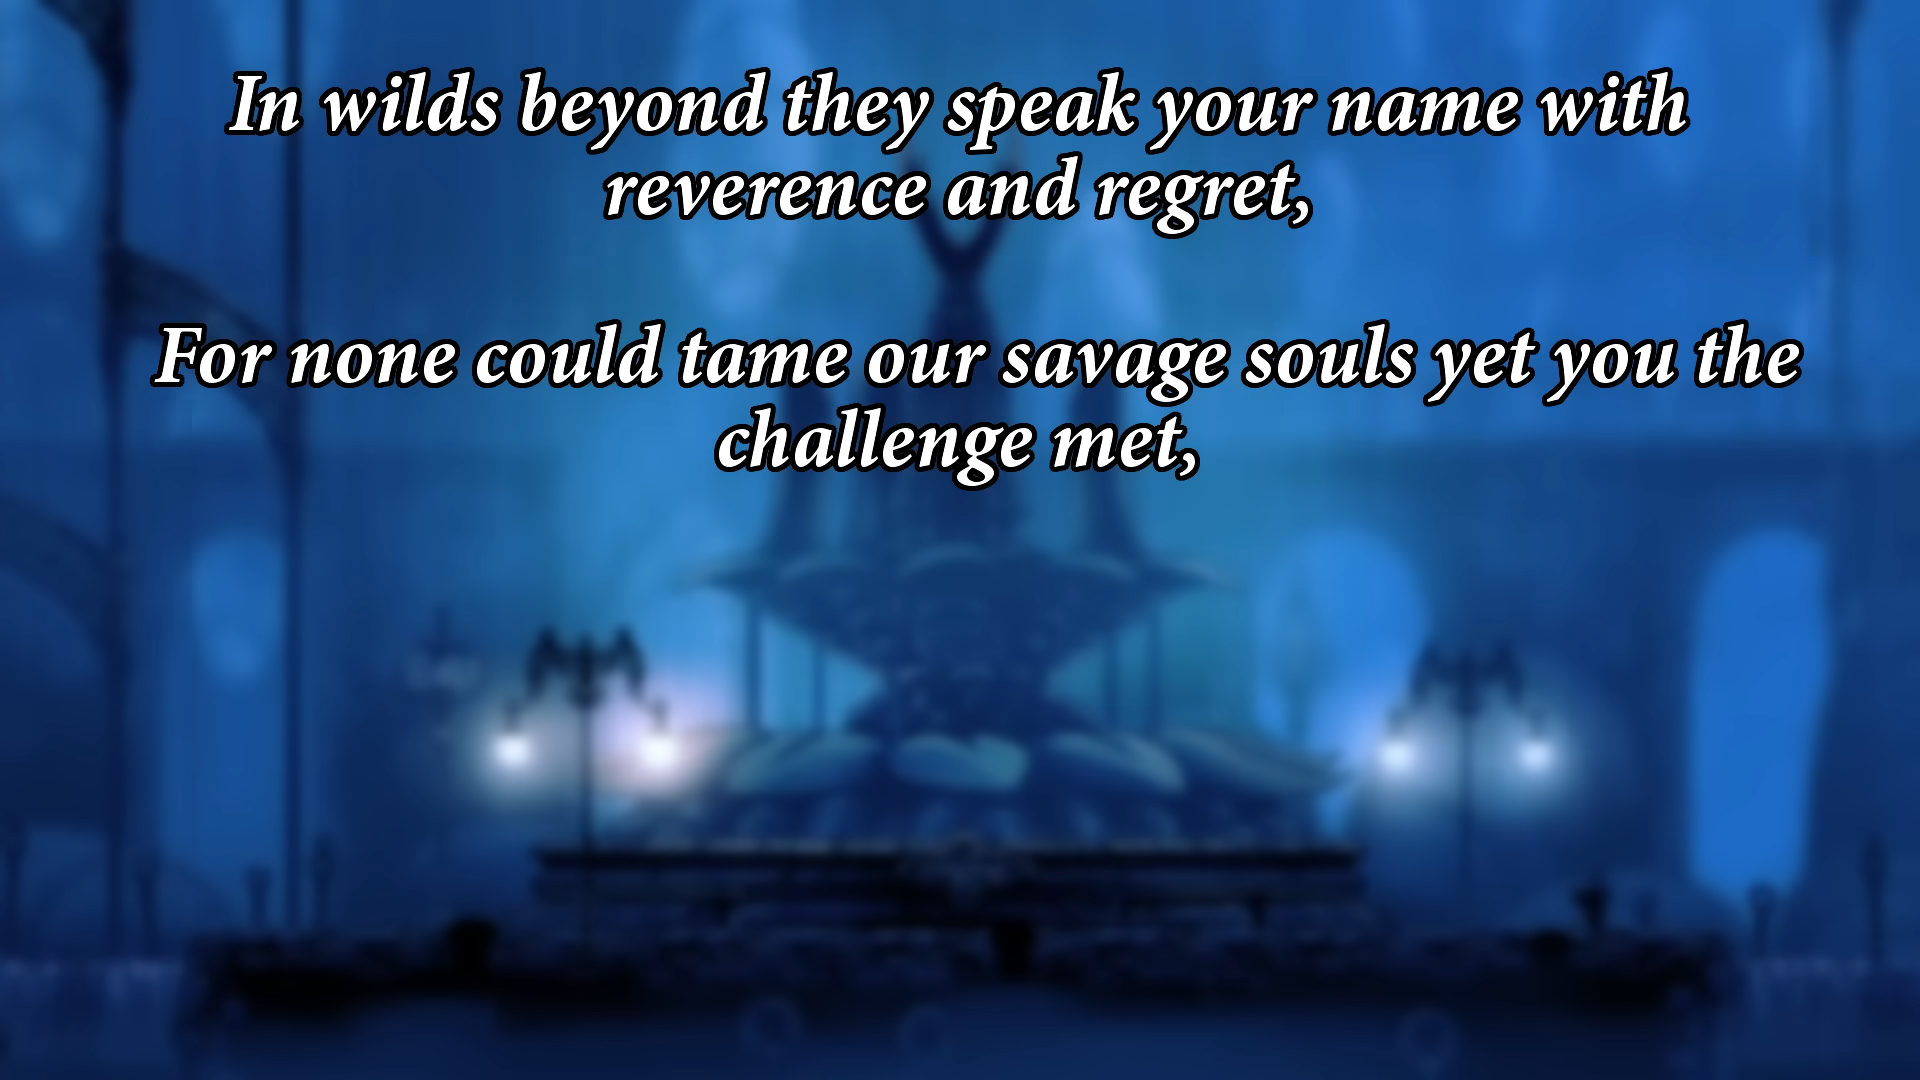 In wilds beyond they speak your name with
reverence and regret,
For none could tame our savage souls yet you the
challenge met,